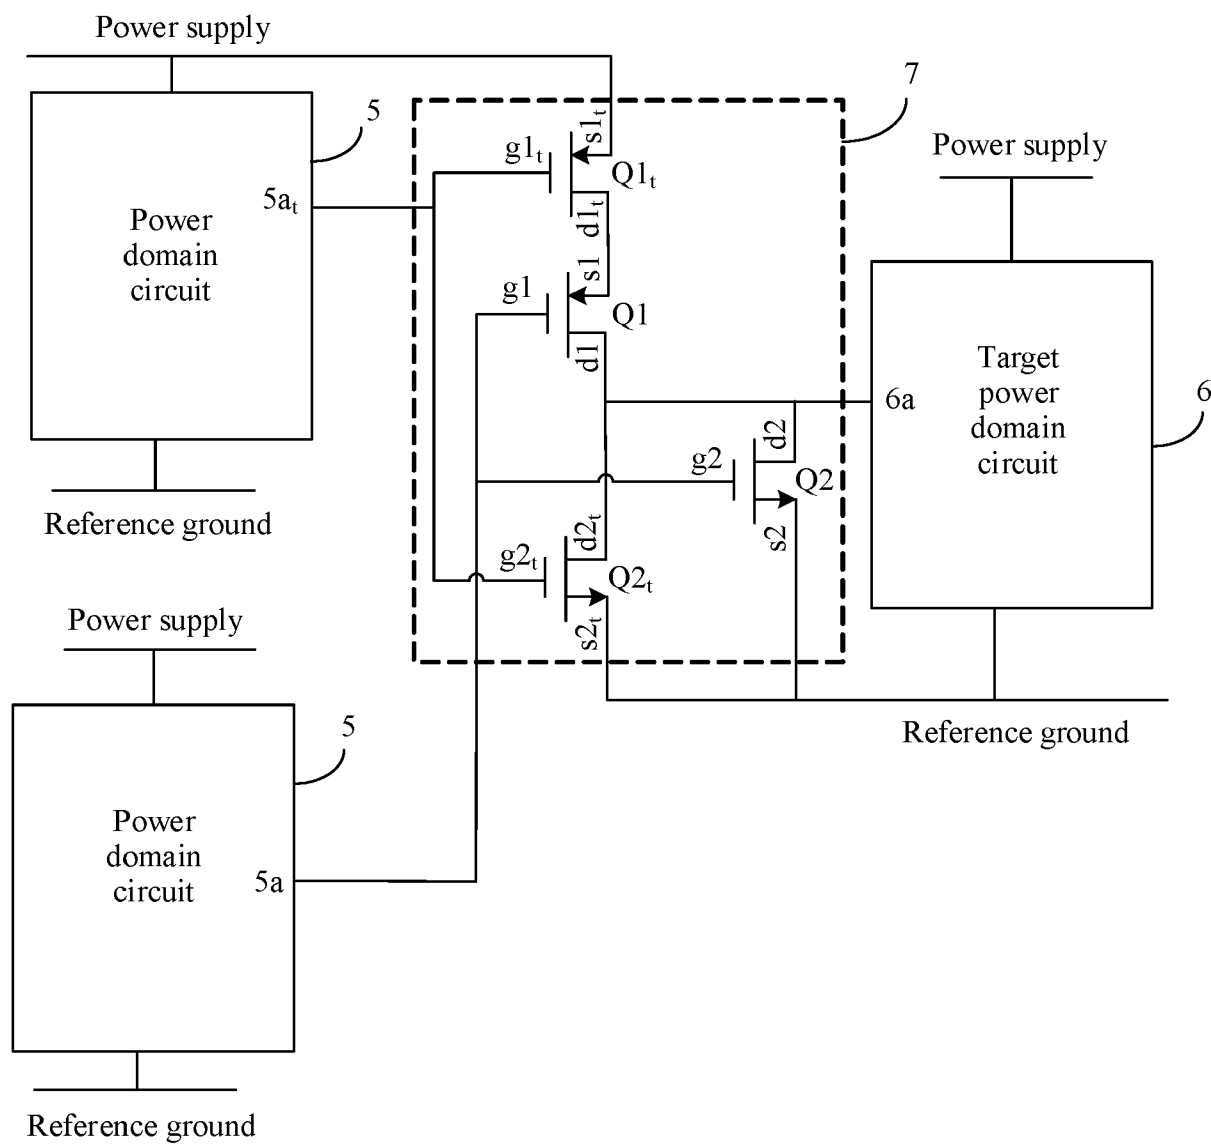 Power supply
7
5
s1t
g1t
Q1t
Power supply
5at
Power
domain
circuit
d1t
s1
g1
Q1
d1
Target
power
domain
circuit
6a
6
d2
g2
Q2
Reference ground
d2t
s2
g2t
Q2t
s2t
Power supply
Reference ground
5
Power
domain
circuit
5a
Reference ground